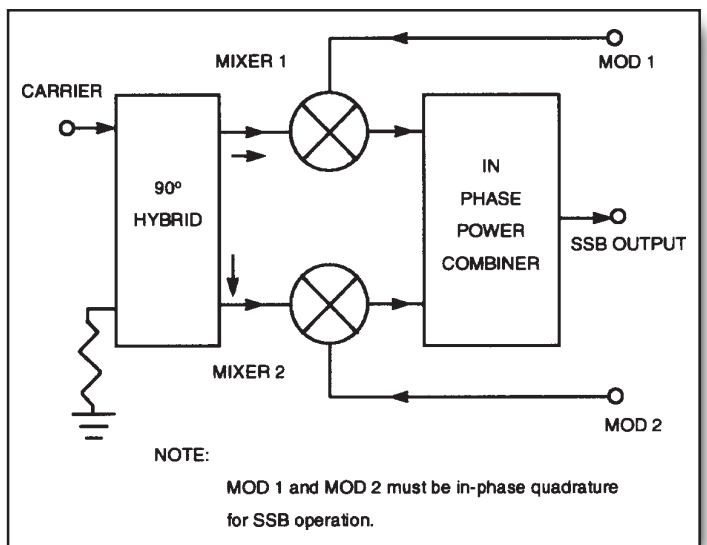 MIXER 1
MOD 1
CARRIER
90º
HYBRID
IN
PHASE
POWER
COMBINER
SSB OUTPUT
MIXER 2
MOD 2
NOTE:
MOD 1 and MOD 2 must be in-phase quadrature
for SSB operation.